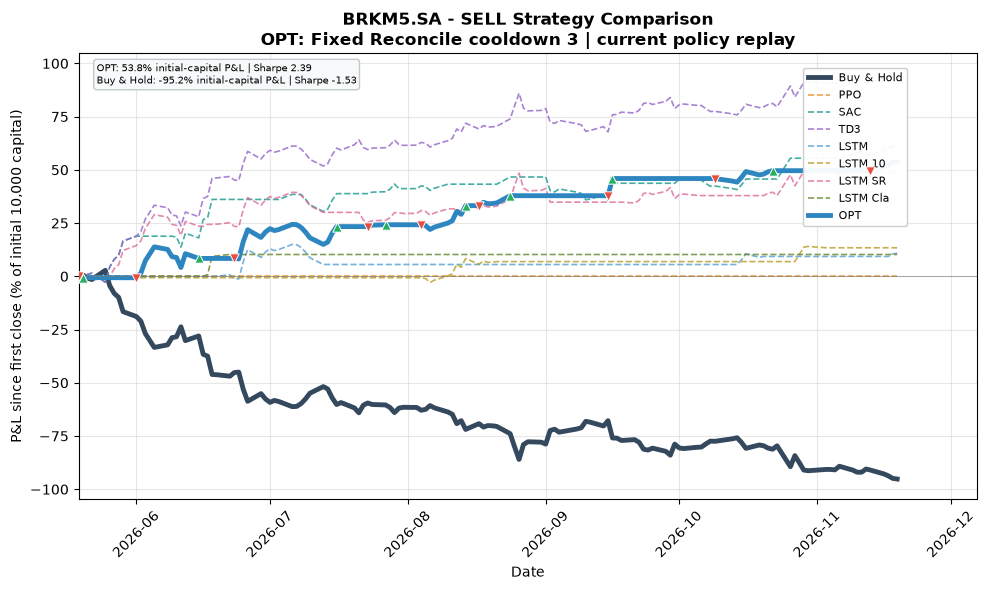 BRKM5.SA - SELL Strategy Comparison
OPT: Fixed Reconcile cooldown 3 | current policy replay
OPT: 53.8% initial-capital P&L | Sharpe 2.39
Buy & Hold: -95.2% initial-capital P&L | Sharpe -1.53
Buy & Hold
PPO
SAC
TD3
LSTM
LSTM 10
LSTM SR
LSTM Cla
OPT
P&L since first close (% of initial 10,000 capital)
100
75
50
25
0
−25
−50
−75
−100
2026-06
2026-07
2026-08
2026-09
2026-10
2026-11
2026-12
Date